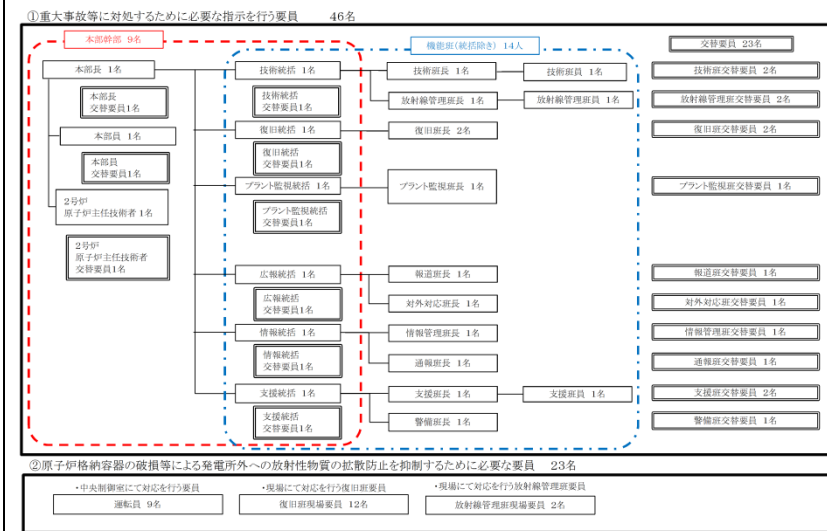 ①重大事故等に対処するために必要な指示を行う要員 46名
本部幹部 9名
機能班(統括除き) 14人
交替要員 23名
本部長 1名
技術統括 1名
技術班長 1名
技術班員 1名
技術班交替要員 2名
本部長
交替要員1名
技術統括
交替要員1名
放射線管理班長 1名
放射線管理班員 1名
放射線管理班交替要員 2名
本部員 1名
復旧統括 1名
復旧班長 2名
復旧班交替要員 2名
本部員
交替要員1名
復旧統括
交替要員1名
プラント監視統括 1名
プラント監視班長 1名
プラント監視班交替要員 1名
2号炉
原子炉主任技術者 1名
プラント監視統括
交替要員1名
2号炉
原子炉主任技術者
交替要員1名
広報統括 1名
報道班長 1名
報道班交替要員 1名
広報統括
交替要員1名
対外対応班長 1名
対外対応班交替要員 1名
情報統括 1名
情報管理班長 1名
情報管理班交替要員 1名
情報統括
交替要員1名
通報班長 1名
通報班交替要員 1名
支援統括 1名
支援班長 1名
支援班員 1名
支援班交替要員 2名
支援統括
交替要員1名
警備班長 1名
警備班交替要員 1名
②原子炉格納容器の破損等による発電所外への放射性物質の拡散防止を抑制するために必要な要員 23名
・中央制御室にて対応を行う要員
・現場にて対応を行う復旧班要員
・現場にて対応を行う放射線管理班要員
運転員 9名
復旧班現場要員 12名
放射線管理班現場要員 2名